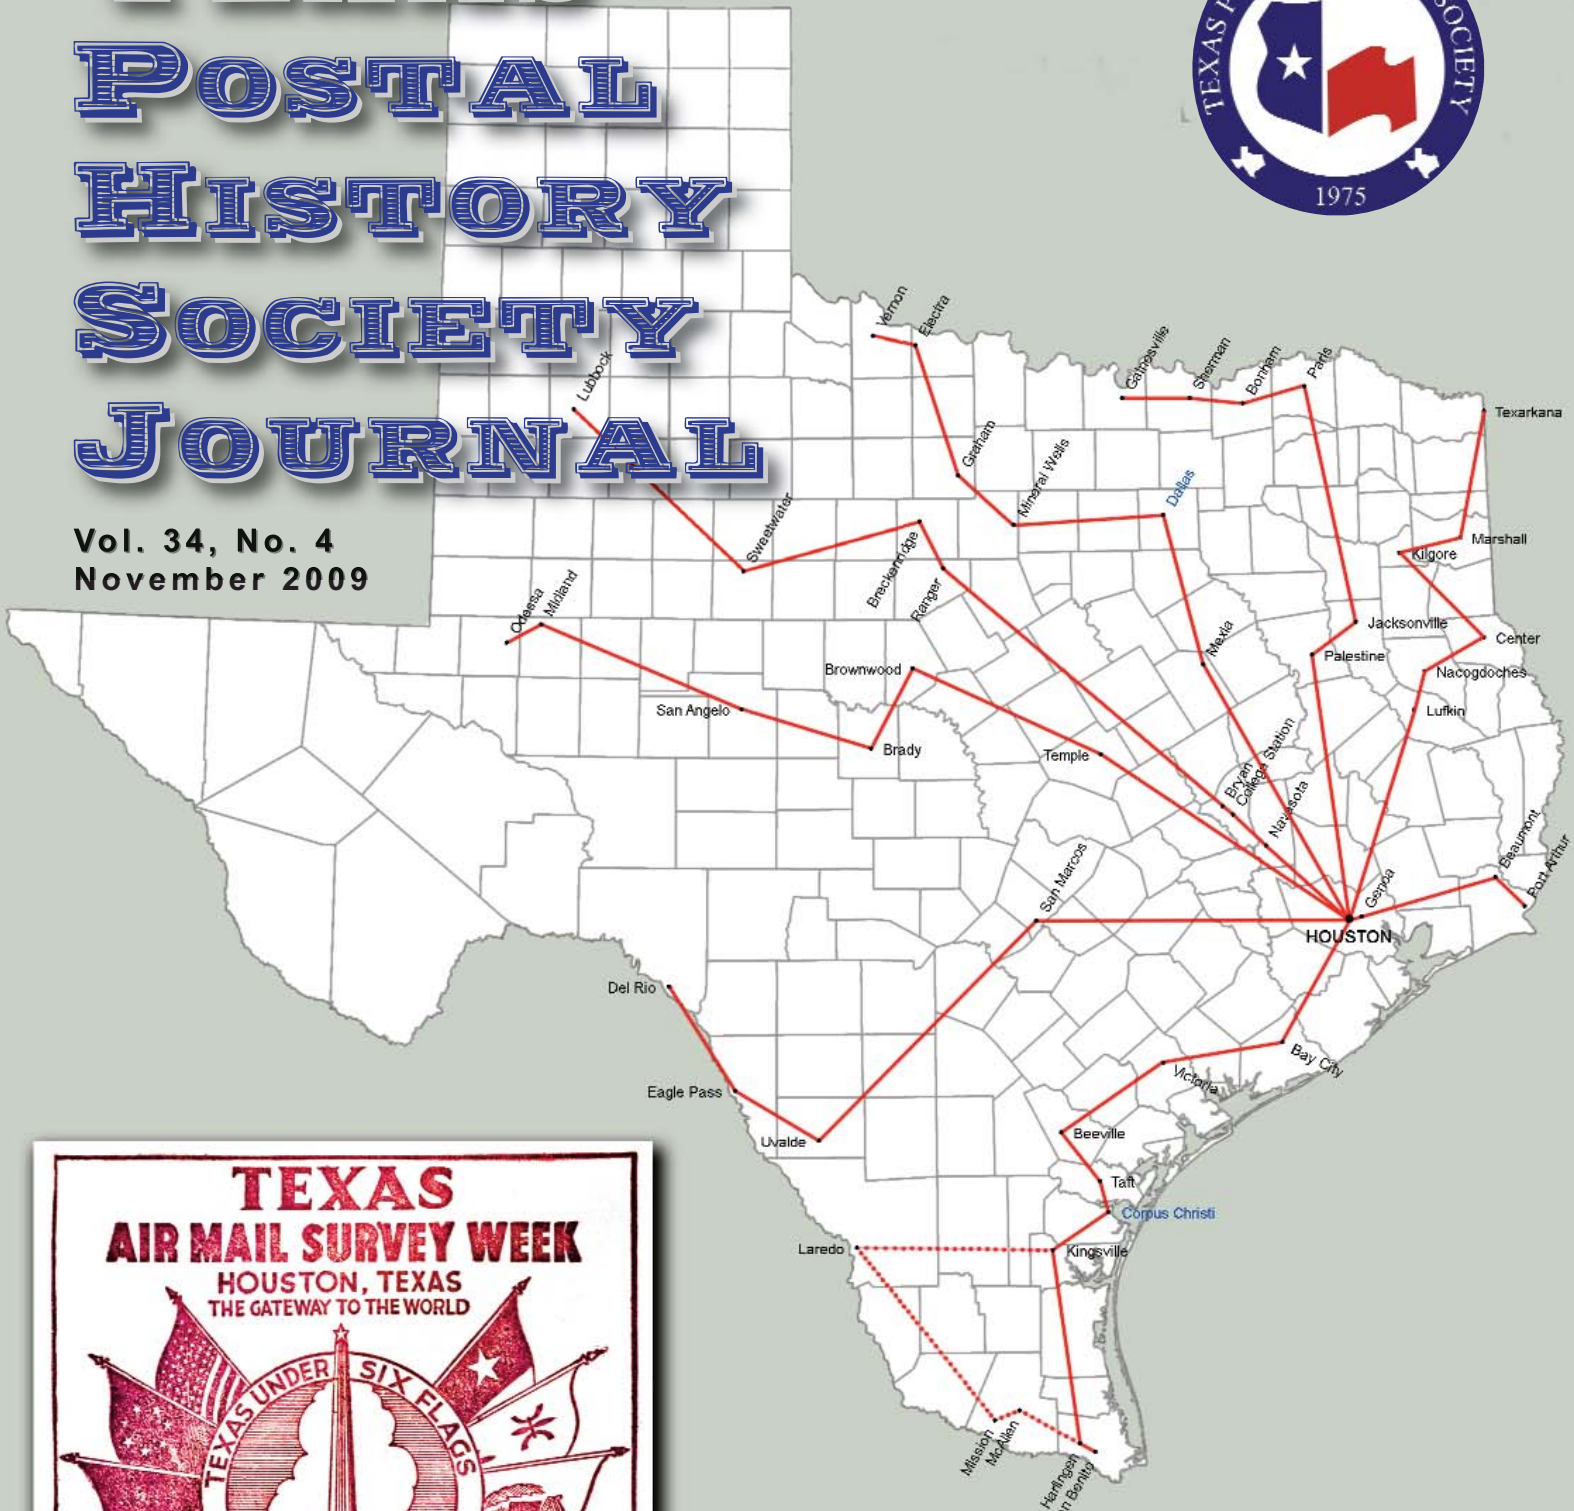 POSTAL
HISTORY
SOCIETY
JOURNAL
Vol. 34, No. 4
November 2009
TEXAS
SOCIETY
1975
Vernon
Electra
Gainesville
Sherman
Bonham
Paris
Texarkana
Lubbock
Graham
Mineral Wells
Dallas
Sweetwater
Breckenridge
Ranger
Marshall
Kilgore
Odessa
Midland
Jacksonville
Mexia
Center
Palestine
Brownwood
Nacogdoches
San Angelo
Lufkin
Brady
Temple
Bryan
College Station
Navasota
Beaumont
Port Arthur
San Marcos
Genoa
HOUSTON
Del Rio
Bay City
Victoria
Eagle Pass
Beeville
Uvalde
Taft
Corpus Christi
Laredo
Kingsville
Mission
McAllen
Harlingen
Benito
TEXAS
AIR MAIL SURVEY WEEK
HOUSTON, TEXAS
THE GATEWAY TO THE WORLD
TEXAS UNDER SIX FLAGS